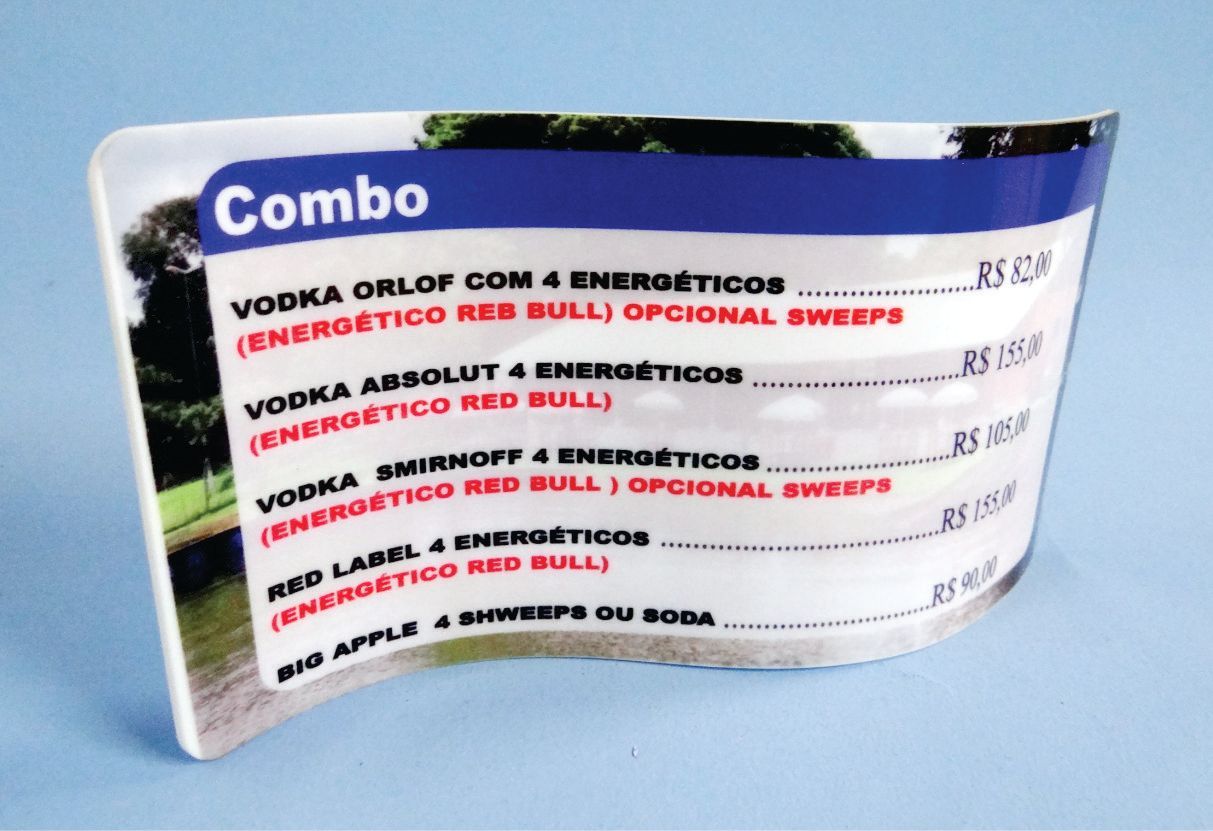 Combo
VODKA ORLOF COM 4 ENERGÉTICOS ......................R$ 82,00
(ENERGÉTICO REB BULL) OPCIONAL SWEEPS
VODKA ABSOLUT 4 ENERGÉTICOS ..........................R$ 155,00
(ENERGÉTICO RED BULL)
VODKA SMIRNOFF 4 ENERGÉTICOS .......................R$ 105,00
(ENERGÉTICO RED BULL ) OPCIONAL SWEEPS
RED LABEL 4 ENERGÉTICOS ...................................R$ 155,00
(ENERGÉTICO RED BULL)
BIG APPLE 4 SHWEEPS OU SODA ..........................R$ 90,00